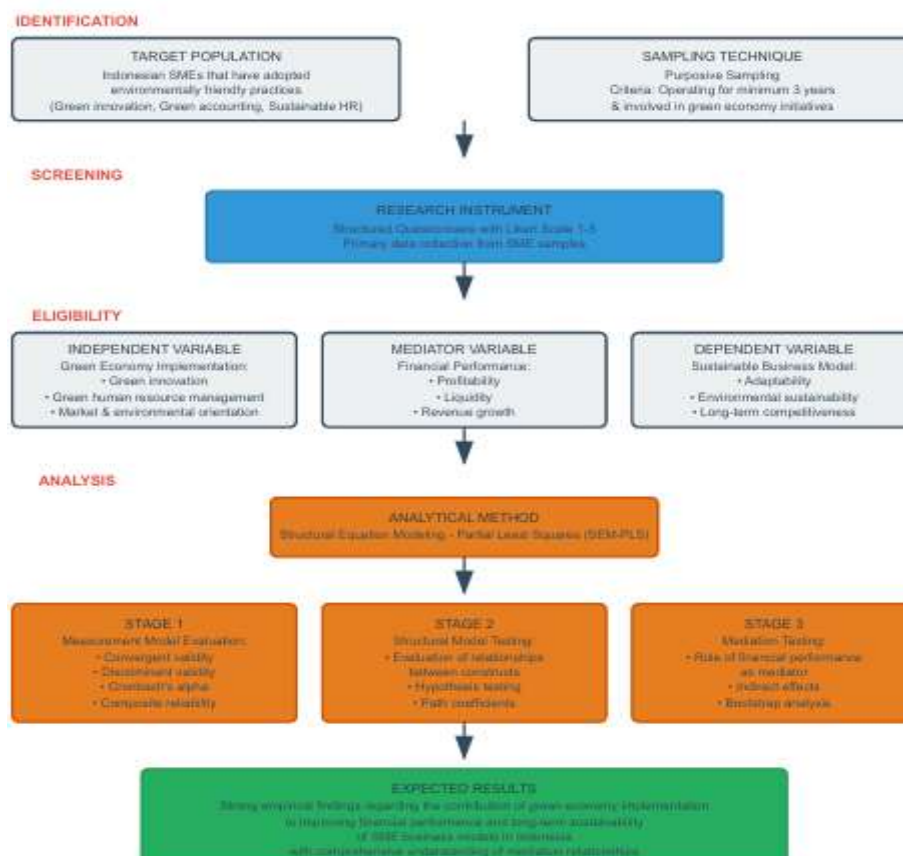 IDENTIFICATION
TARGET POPULATION
Indonesian SMEs that have adopted
environmentally friendly practices
(Green innovation, Green accounting, Sustainable HR)
SAMPLING TECHNIQUE
Purposive Sampling
Criteria: Operating for minimum 3 years
& involved in green economy initiatives
SCREENING
RESEARCH INSTRUMENT
Structured Questionnaire with Likert Scale 1-5
Primary data collection from SME samples
ELIGIBILITY
INDEPENDENT VARIABLE
Green Economy Implementation:
• Green innovation
• Green human resource management
• Market & environmental orientation
MEDIATOR VARIABLE
Financial Performance:
• Profitability
• Liquidity
• Revenue growth
DEPENDENT VARIABLE
Sustainable Business Model:
• Adaptability
• Environmental sustainability
• Long-term competitiveness
ANALYSIS
ANALYTICAL METHOD
Structural Equation Modeling - Partial Least Squares (SEM-PLS)
STAGE 1
Measurement Model Evaluation:
• Convergent validity
• Discriminant validity
• Cronbach's alpha
• Composite reliability
STAGE 2
Structural Model Testing:
• Evaluation of relationships
between constructs
• Hypothesis testing
• Path coefficients
STAGE 3
Mediation Testing:
• Role of financial performance
as mediator
• Indirect effects
• Bootstrap analysis
EXPECTED RESULTS
Strong empirical findings regarding the contribution of green economy implementation
to improving financial performance and long-term sustainability
of SME business models in Indonesia
with comprehensive understanding of mediation relationships